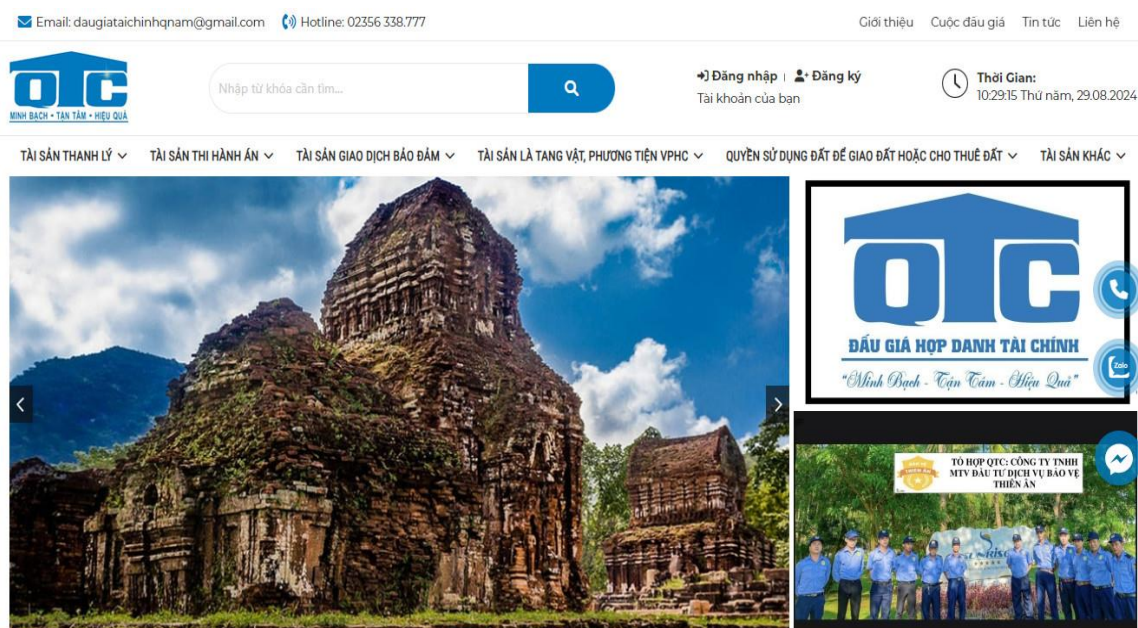 Email: daugiataichinhqnam@gmail.com
Hotline: 02356 338.777
Giới thiệu
Cuộc đấu giá
Tin tức
Liên hệ
QTC
MINH BẠCH • TẬN TÂM • HIỆU QUẢ
Nhập từ khóa cần tìm...
Đăng nhập | Đăng ký
Tài khoản của bạn
Thời Gian:
10:29:15 Thứ năm, 29.08.2024
TÀI SẢN THANH LÝ
TÀI SẢN THI HÀNH ÁN
TÀI SẢN GIAO DỊCH BẢO ĐẢM
TÀI SẢN LÀ TANG VẬT, PHƯƠNG TIỆN VPHC
QUYỀN SỬ DỤNG ĐẤT ĐỂ GIAO ĐẤT HOẶC CHO THUÊ ĐẤT
TÀI SẢN KHÁC
QTC
ĐẤU GIÁ HỢP DANH TÀI CHÍNH
"Minh Bạch - Tận Tâm - Hiệu Quả"
Zalo
TỔ HỢP QTC: CÔNG TY TNHH
MTV ĐẦU TƯ DỊCH VỤ BẢO VỆ
THIÊN ÂN